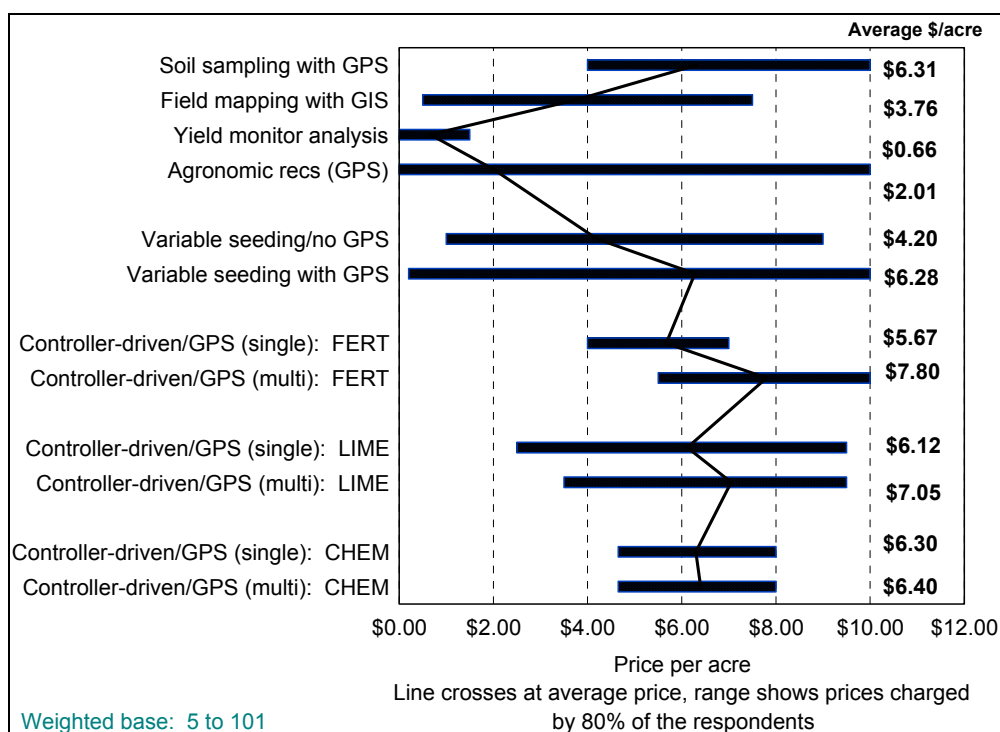 Average $/acre
Soil sampling with GPS $6.31
Field mapping with GIS $3.76
Yield monitor analysis $0.66
Agronomic recs (GPS) $2.01
Variable seeding/no GPS $4.20
Variable seeding with GPS $6.28
Controller-driven/GPS (single): FERT $5.67
Controller-driven/GPS (multi): FERT $7.80
Controller-driven/GPS (single): LIME $6.12
Controller-driven/GPS (multi): LIME $7.05
Controller-driven/GPS (single): CHEM $6.30
Controller-driven/GPS (multi): CHEM $6.40
$0.00 $2.00 $4.00 $6.00 $8.00 $10.00 $12.00
Price per acre
Line crosses at average price, range shows prices charged
Weighted base: 5 to 101 by 80% of the respondents